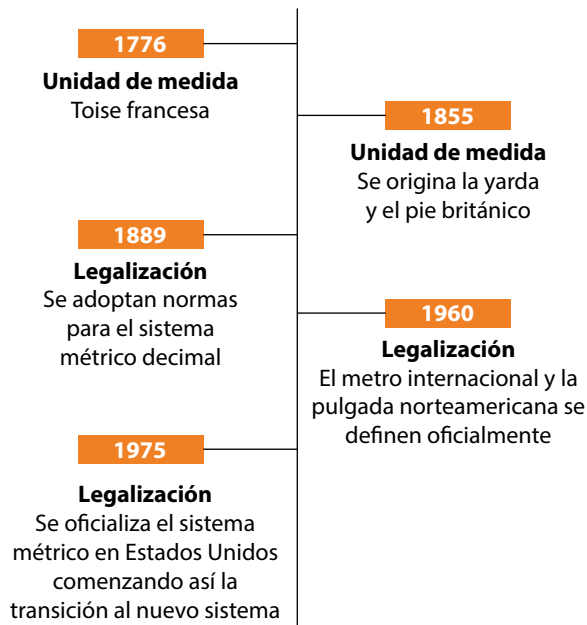 1776
Unidad de medida
Toise francesa
1855
Unidad de medida
Se origina la yarda
y el pie británico
1889
Legalización
Se adoptan normas
para el sistema
métrico decimal
1960
Legalización
El metro internacional y la
pulgada norteamericana se
definen oficialmente
1975
Legalización
Se oficializa el sistema
métrico en Estados Unidos
comenzando así la
transición al nuevo sistema